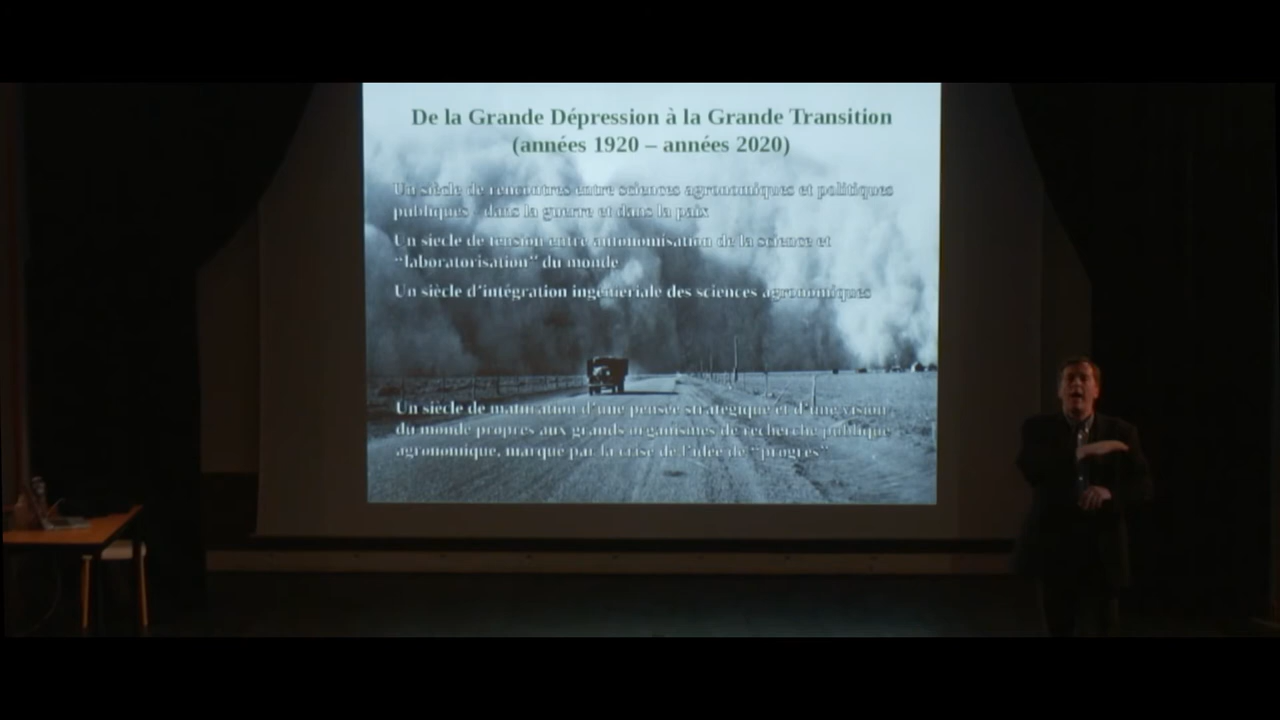 De la Grande Dépression à la Grande Transition
(années 1920 – années 2020)
Un siècle de rencontres entre sciences agronomiques et politiques
publiques - dans la guerre et dans la paix
Un siècle de tension entre autonomisation de la science et
“laboratorisation” du monde
Un siècle d’intégration ingénieriale des sciences agronomiques
Un siècle de maturation d’une pensée stratégique et d’une vision
du monde propres aux grands organismes de recherche publique
agronomique, marqué par la crise de l’idée de “progrès”